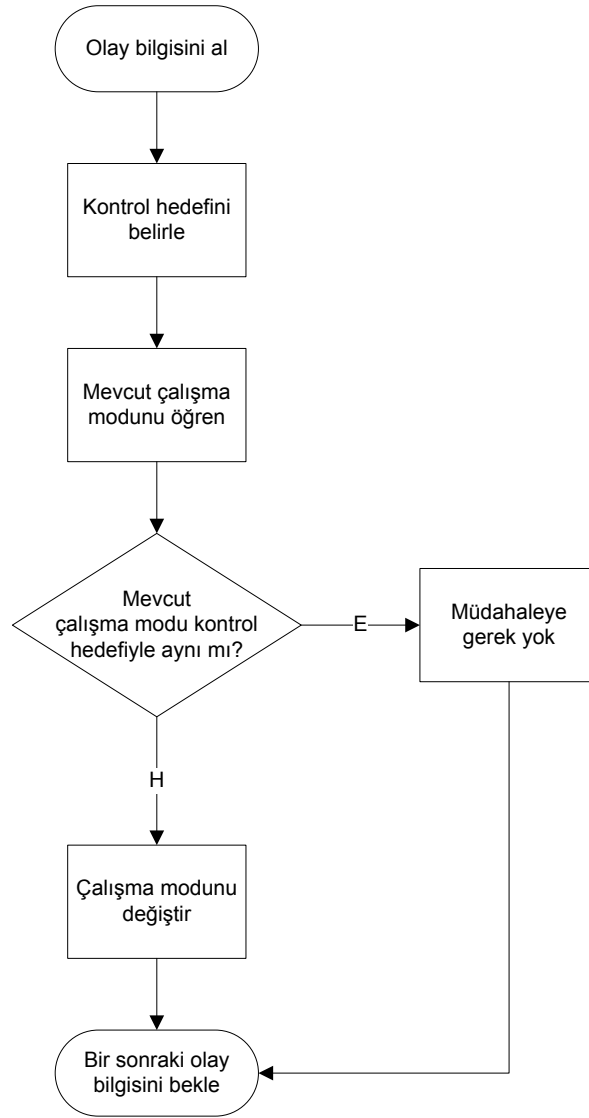 Olay bilgisini al
Kontrol hedefini
belirle
Mevcut çalışma
modunu öğren
Mevcut
çalışma modu kontrol
hedefiyle aynı mı?
E
Müdahaleye
gerek yok
H
Çalışma modunu
değiştir
Bir sonraki olay
bilgisini bekle